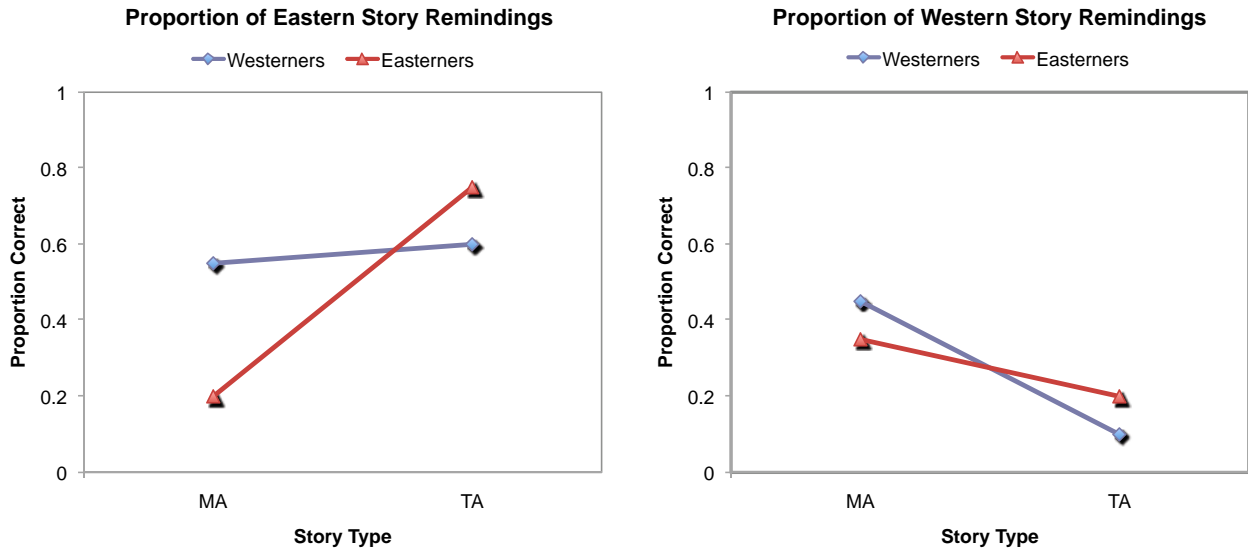 Proportion of Eastern Story Remindings
Westerners Easterners
1
0.8
0.6
0.4
0.2
0
Proportion Correct
MA TA
Story Type
Proportion of Western Story Remindings
Westerners Easterners
1
0.8
0.6
0.4
0.2
0
Proportion Correct
MA TA
Story Type